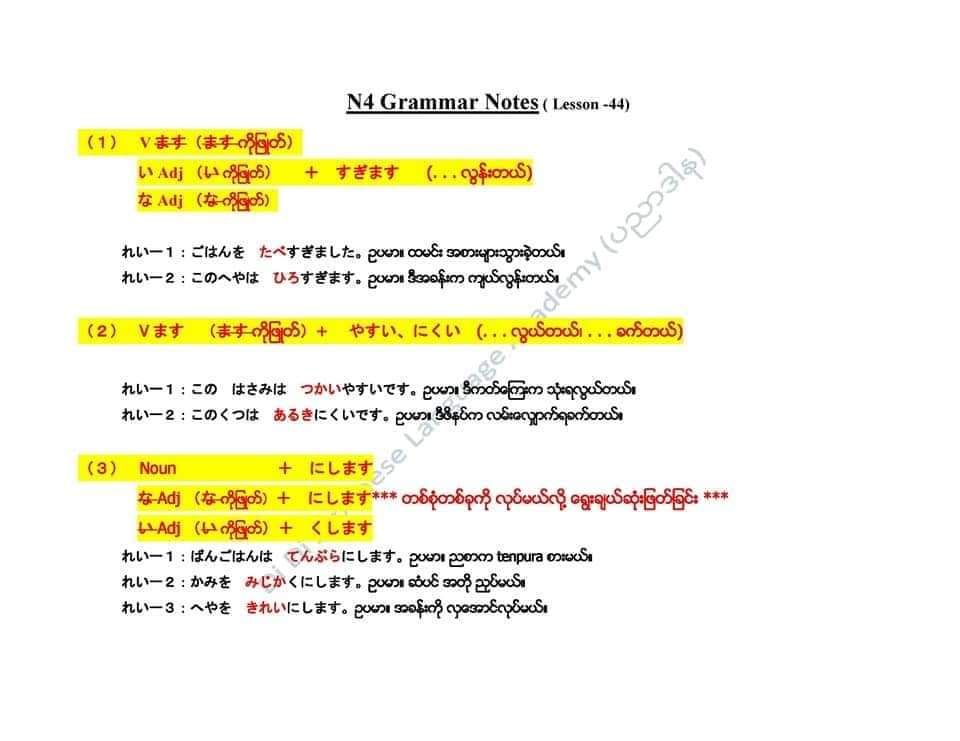 N4 Grammar Notes ( Lesson -44)
(1) Vます (ます ကိုဖြုတ်)
い Adj (い ကိုဖြုတ်) + すぎます (...လွန်းတယ်)
な Adj (な ကိုဖြုတ်)
れいー1:ごはんを たべすぎました。ဥပမာ။ ထမင်း အစားများသွားခဲ့တယ်။
れいー2:このへやは ひろすぎます。ဥပမာ။ ဒီအခန်းက ကျယ်လွန်းတယ်။
(2) Vます (ます ကိုဖြုတ်) + やすい、にくい (...လွယ်တယ်၊ ...ခက်တယ်)
れいー1:この はさみは つかいやすいです。ဥပမာ။ ဒီကတ်ကြေးက သုံးရလွယ်တယ်။
れいー2:このくつは あるきにくいです。ဥပမာ။ ဒီဖိနပ်က လမ်းလျှောက်ရခက်တယ်။
(3) Noun + にします
な Adj (な ကိုဖြုတ်) + にします*** တစ်စုံတစ်ခုကို လုပ်မယ်လို့ ရွေးချယ်ဆုံးဖြတ်ခြင်း ***
い Adj (い ကိုဖြုတ်) + くします
れいー1:ばんごはんは てんぷらにします。ဥပမာ။ ညစာက tenpura စားမယ်။
れいー2:かみを みじかくにします。ဥပမာ။ ဆံပင် အတို ညှပ်မယ်။
れいー3:へやを きれいにします。ဥပမာ။ အခန်းကို လှအောင်လုပ်မယ်။
Language Academy (ပညာဒါန)